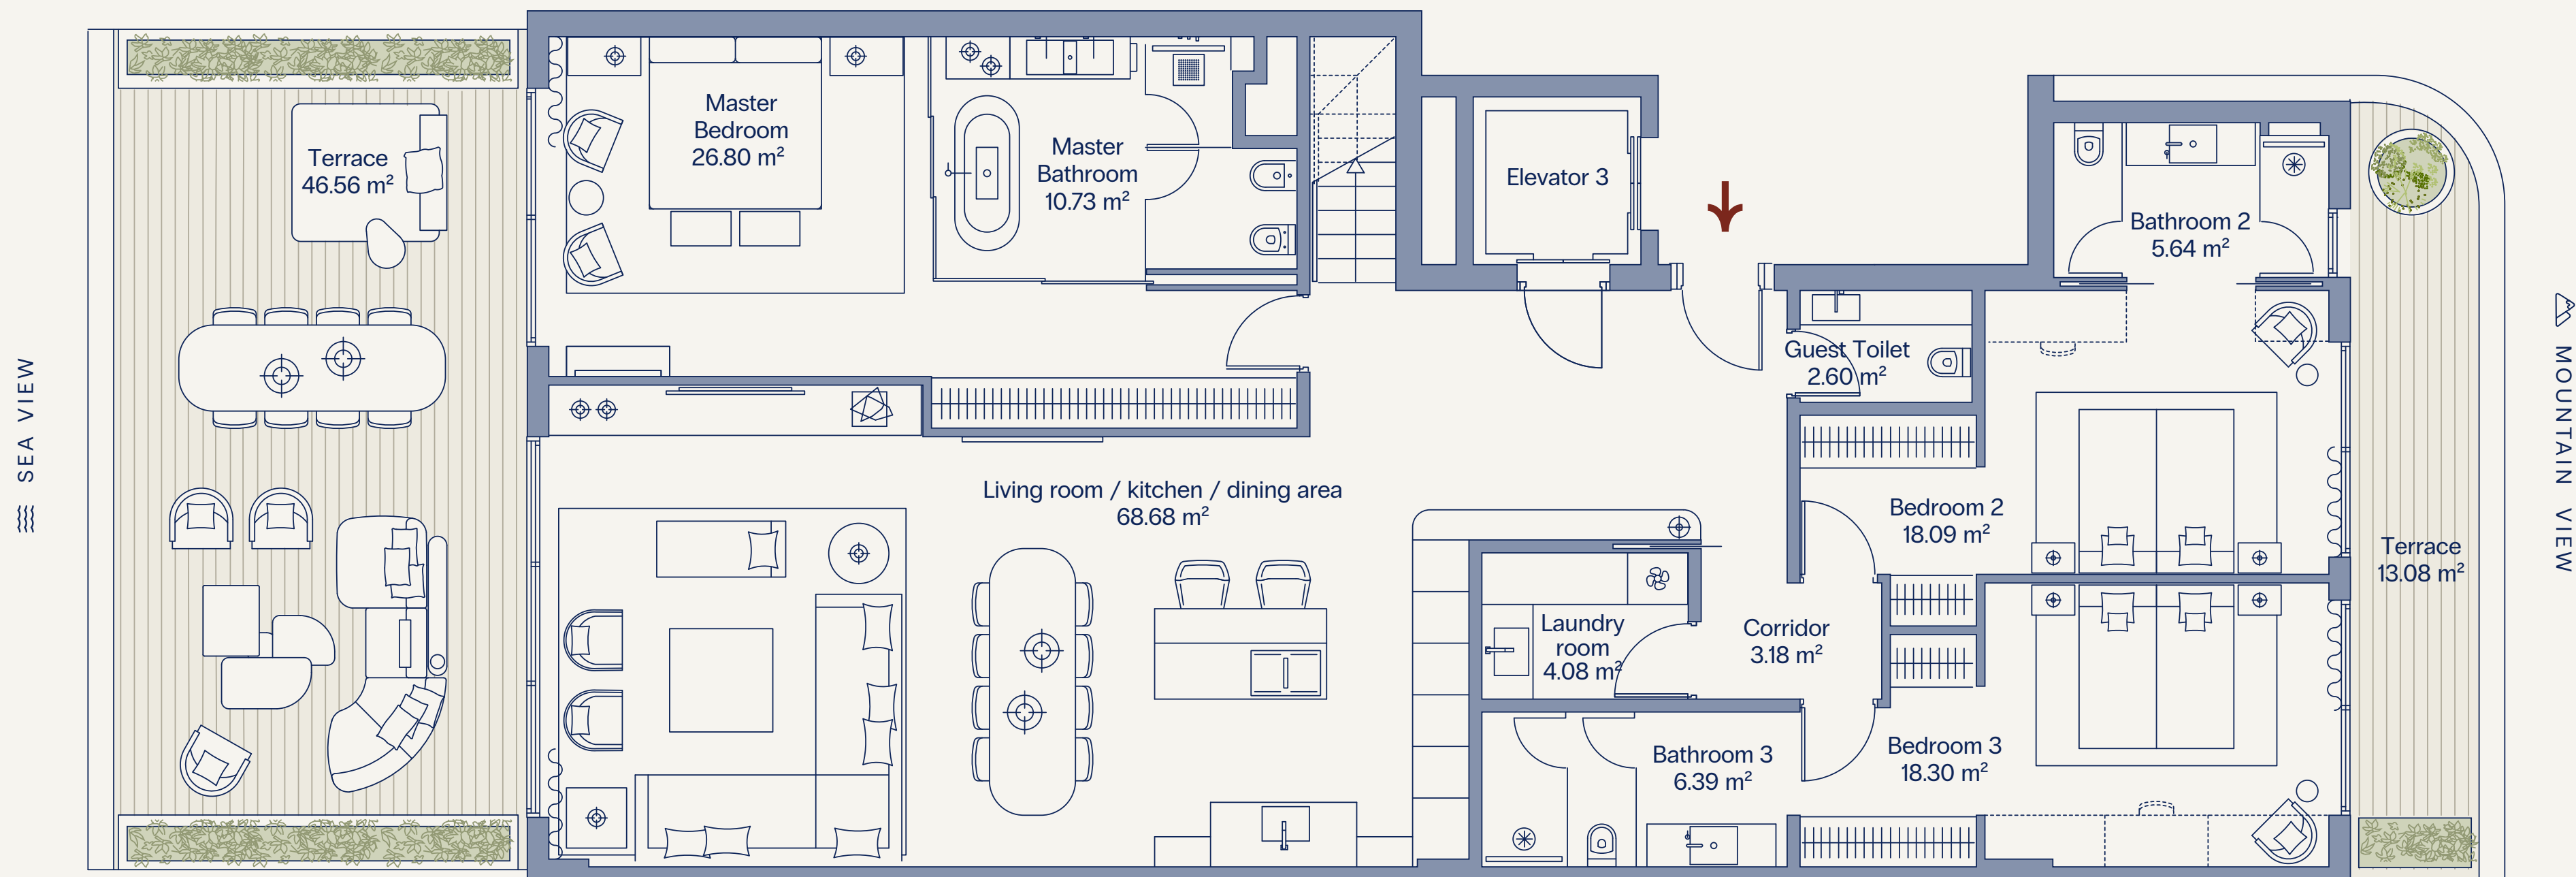 SEA VIEW
Terrace
46.56 m²
Master
Bedroom
26.80 m²
Master
Bathroom
10.73 m²
Elevator 3
Bathroom 2
5.64 m²
Guest Toilet
2.60 m²
Living room / kitchen / dining area
68.68 m²
Bedroom 2
18.09 m²
Terrace
13.08 m²
Laundry
room
4.08 m²
Corridor
3.18 m²
Bathroom 3
6.39 m²
Bedroom 3
18.30 m²
MOUNTAIN VIEW